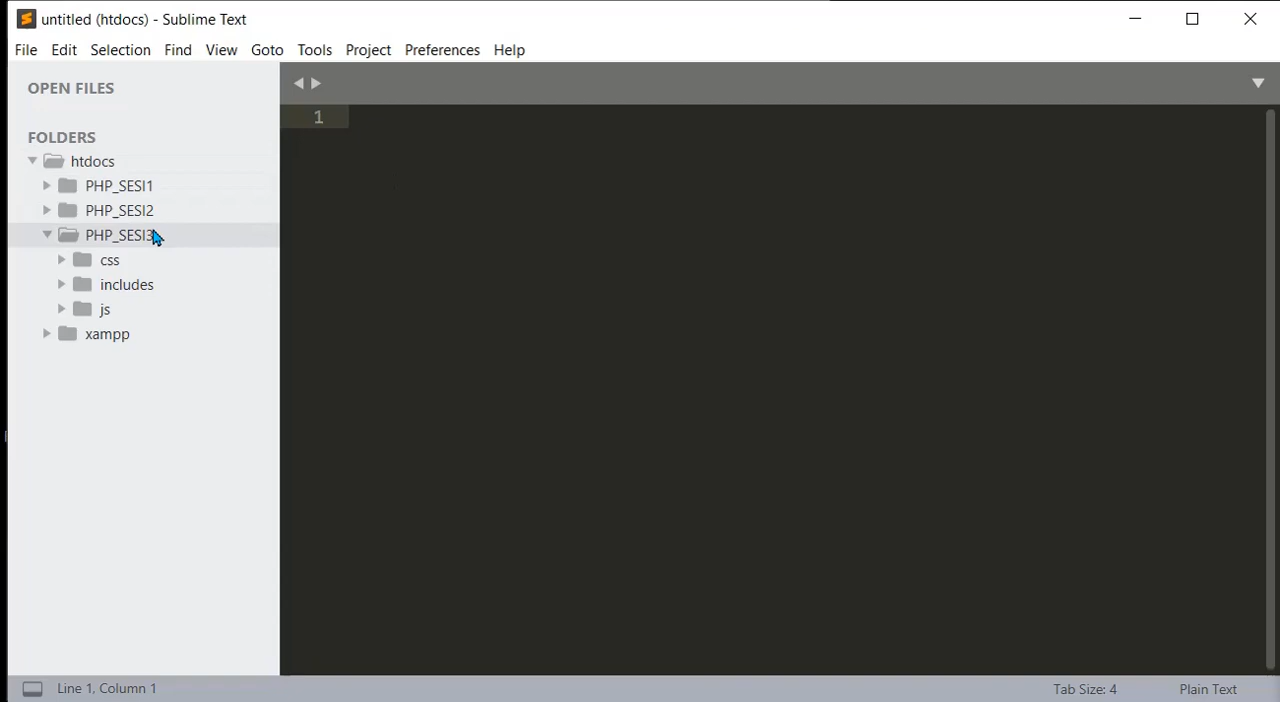 untitled (htdocs) - Sublime Text
File Edit Selection Find View Goto Tools Project Preferences Help
OPEN FILES
FOLDERS
htdocs
PHP_SESI1
PHP_SESI2
PHP_SESI3
css
includes
js
xampp
1
Line 1, Column 1
Tab Size: 4
Plain Text